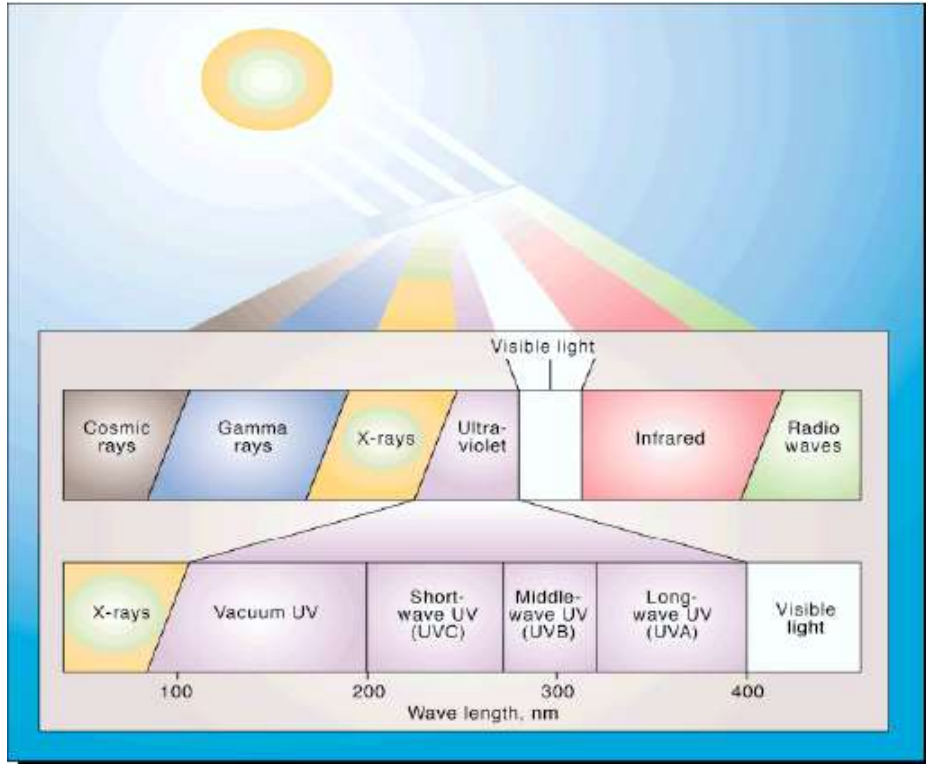 Visible light
Cosmic
rays
Gamma
rays
X-rays
Ultra-
violet
Infrared
Radio
waves
X-rays
Vacuum UV
Short-
wave UV
(UVC)
Middle-
wave UV
(UVB)
Long-
wave UV
(UVA)
Visible
light
100
200
300
400
Wave length, nm